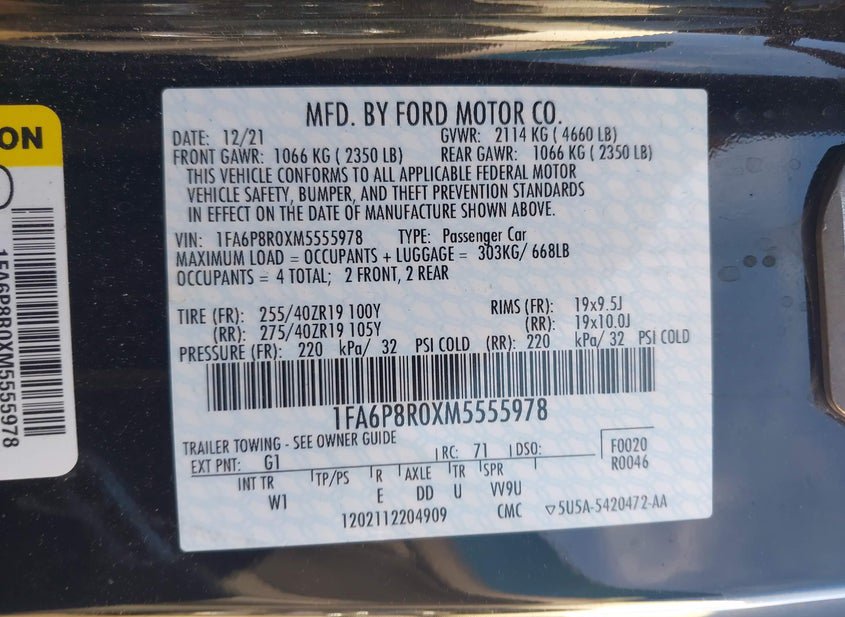 MFD. BY FORD MOTOR CO.
DATE: 12/21 GVWR: 2114 KG ( 4660 LB)
FRONT GAWR: 1066 KG ( 2350 LB) REAR GAWR: 1066 KG ( 2350 LB)
THIS VEHICLE CONFORMS TO ALL APPLICABLE FEDERAL MOTOR
VEHICLE SAFETY, BUMPER, AND THEFT PREVENTION STANDARDS
IN EFFECT ON THE DATE OF MANUFACTURE SHOWN ABOVE.
VIN: 1FA6P8R0XM5555978 TYPE: Passenger Car
MAXIMUM LOAD = OCCUPANTS + LUGGAGE = 303KG/ 668LB
OCCUPANTS = 4 TOTAL; 2 FRONT, 2 REAR
TIRE (FR): 255/40ZR19 100Y RIMS (FR): 19x9.5J
(RR): 275/40ZR19 105Y (RR): 19x10.0J
PRESSURE (FR): 220 kPa/ 32 PSI COLD (RR): 220 kPa/ 32 PSI COLD
1FA6P8R0XM5555978
TRAILER TOWING - SEE OWNER GUIDE
EXT PNT: G1 RC: 71 DSO: F0020
R0046
INT TR TP/PS R AXLE TR SPR
W1 E DD U VV9U
1202112204909 CMC ▽5U5A-5420472-AA
ON
1FA6P8R0XM5555978